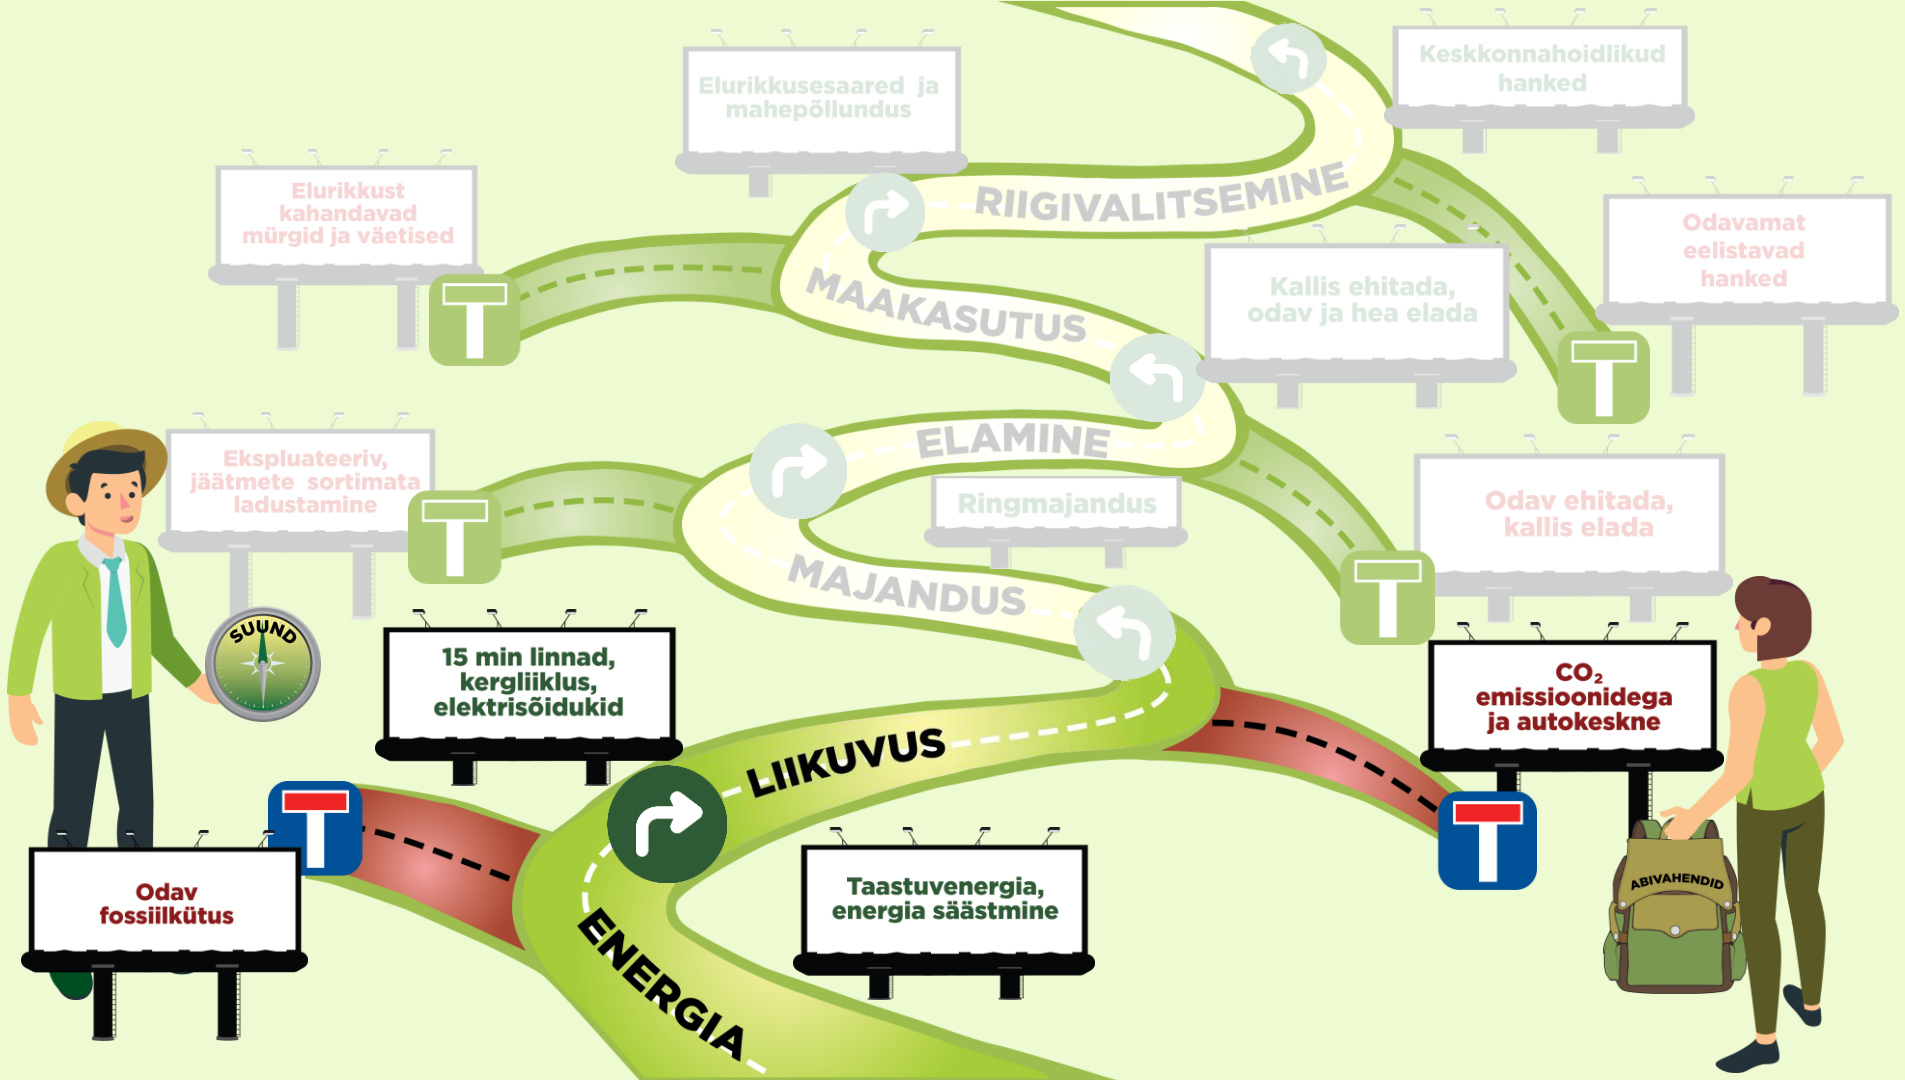 Keskkonnahoidlikud
hanked
Elurikkusesaared ja
mahepõllundus
RIIGIVALITSEMINE
Elurikkust
kahandavad
mürgid ja väetised
Odavamat
eelistavad
hanked
MAAKASUTUS
Kallis ehitada,
odav ja hea elada
ELAMINE
Ekspluateeriv,
jäätmete sortimata
ladustamine
Ringmajandus
Odav ehitada,
kallis elada
MAJANDUS
SUUND
15 min linnad,
kergliiklus,
elektrisõidukid
CO₂
emissioonidega
ja autokeskne
LIIKUVUS
Odav
fossiilkütus
Taastuvenergia,
energia säästmine
ABIVAHENDID
ENERGIA